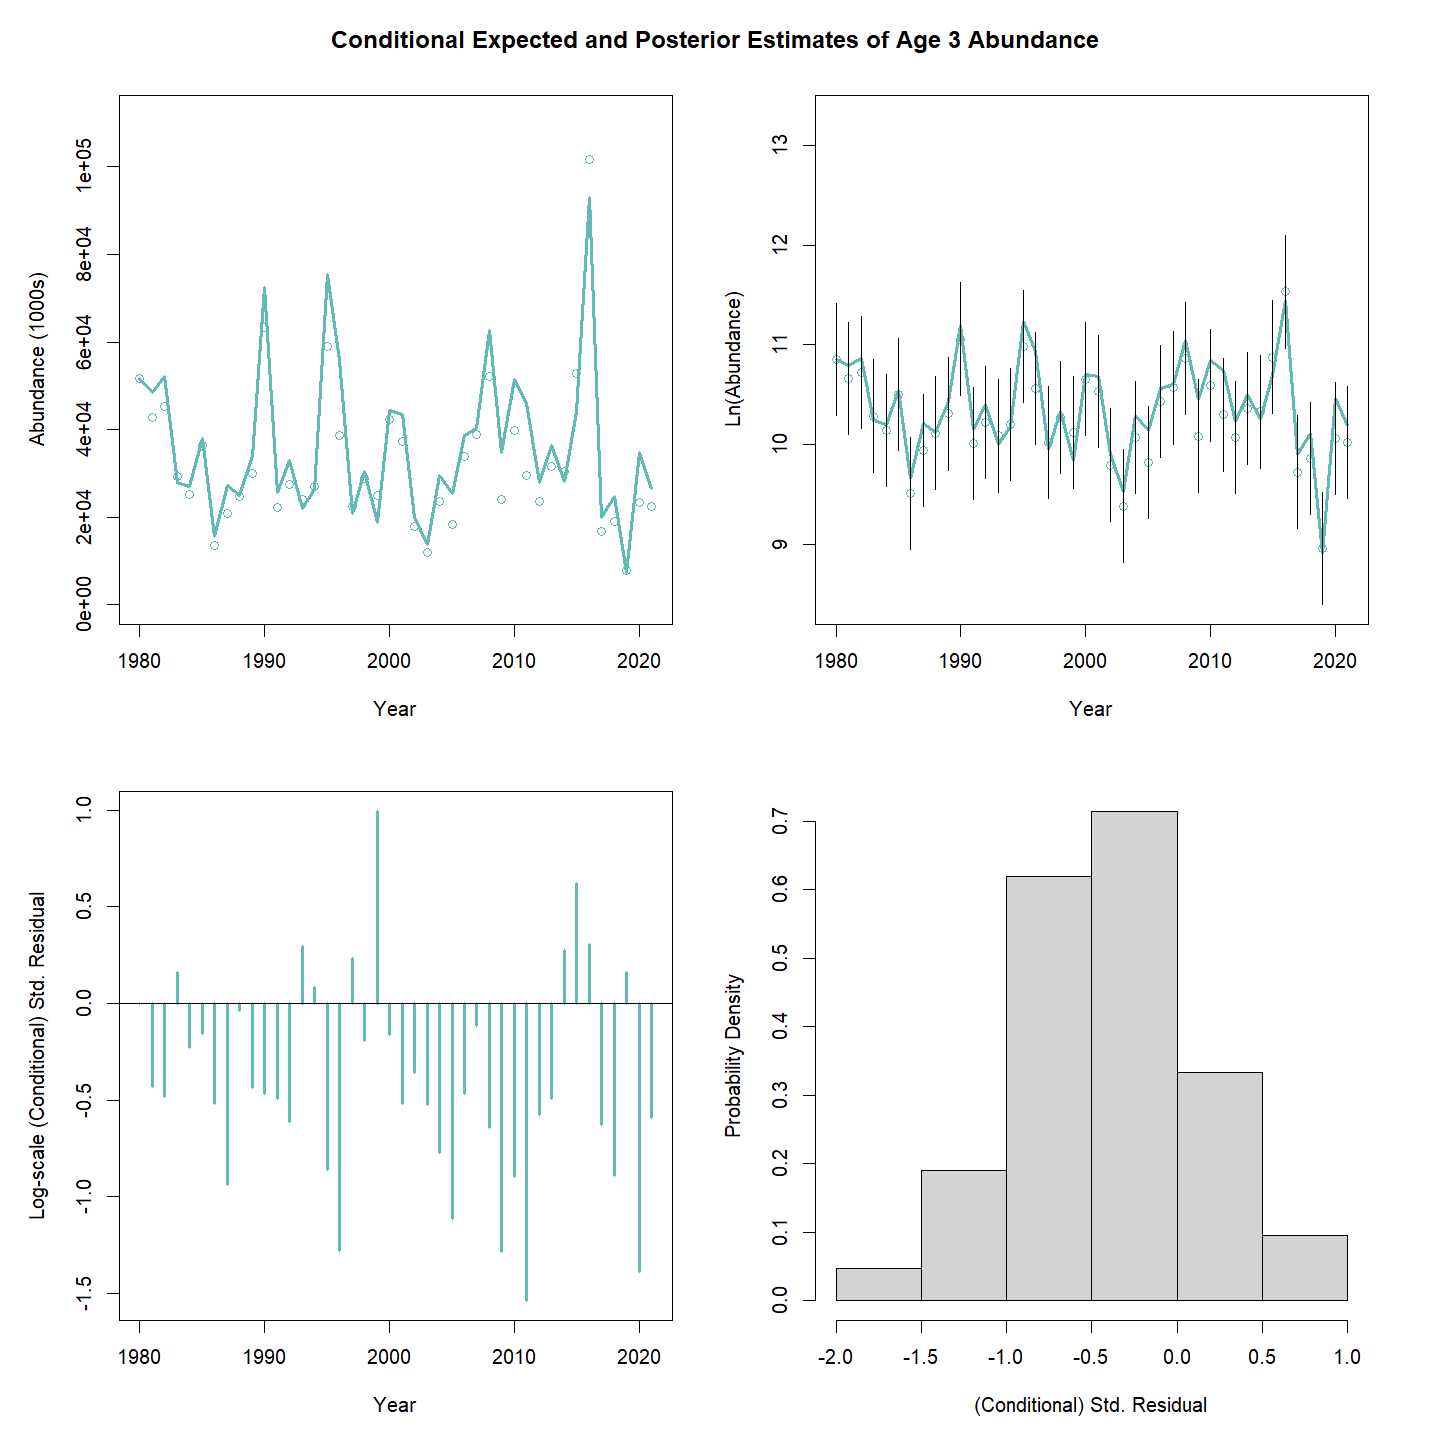 Conditional Expected and Posterior Estimates of Age 3 Abundance
Abundance (1000s)
1e+05
8e+04
6e+04
4e+04
2e+04
0e+00
1980 1990 2000 2010 2020
Year
Ln(Abundance)
13
12
11
10
9
1980 1990 2000 2010 2020
Year
Log-scale (Conditional) Std. Residual
1.0
0.5
0.0
-0.5
-1.0
-1.5
1980 1990 2000 2010 2020
Year
Probability Density
0.7
0.6
0.5
0.4
0.3
0.2
0.1
0.0
-2.0 -1.5 -1.0 -0.5 0.0 0.5 1.0
(Conditional) Std. Residual